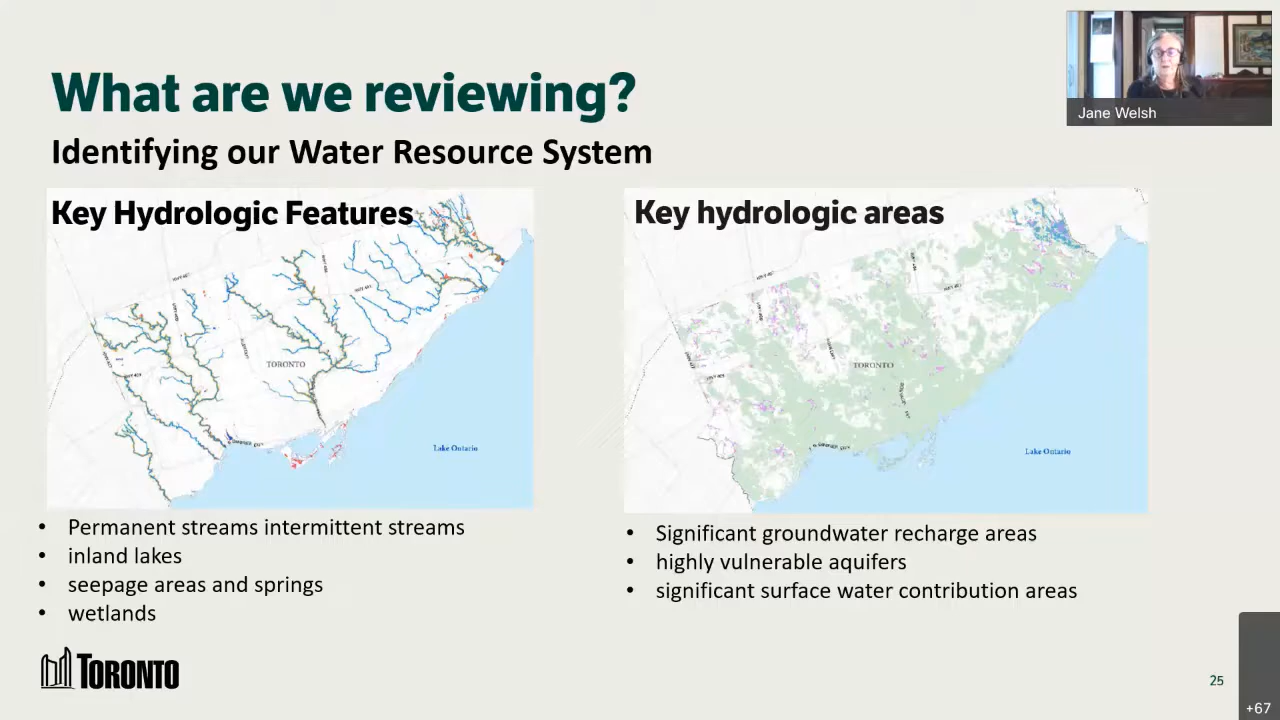 What are we reviewing?
Identifying our Water Resource System
Jane Welsh
Key Hydrologic Features
TORONTO
Lake Ontario
• Permanent streams intermittent streams
• inland lakes
• seepage areas and springs
• wetlands
Key hydrologic areas
TORONTO
Lake Ontario
• Significant groundwater recharge areas
• highly vulnerable aquifers
• significant surface water contribution areas
TORONTO
25
+67